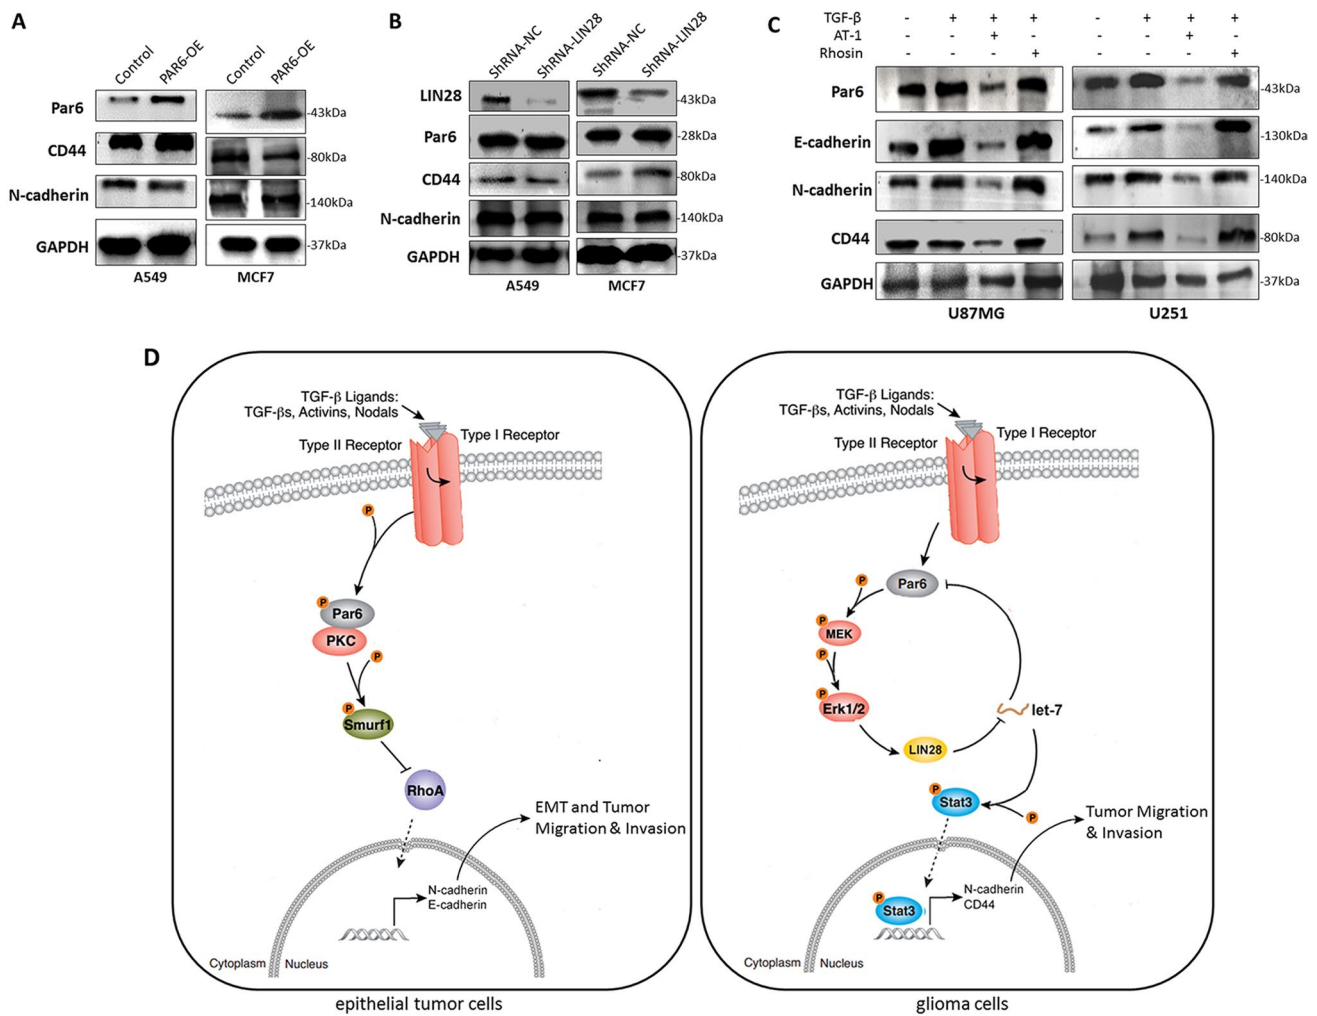 A
Control
PAR6-OE
Control
PAR6-OE
Par6
-43kDa
CD44
-80kDa
N-cadherin
-140kDa
GAPDH
-37kDa
A549
MCF7
B
ShRNA-NC
ShRNA-LIN28
ShRNA-NC
ShRNA-LIN28
LIN28
-43kDa
Par6
-28kDa
CD44
-80kDa
N-cadherin
-140kDa
GAPDH
-37kDa
A549
MCF7
C
TGF-β - + + + - + + +
AT-1 - - + - - - + -
Rhosin - - - + - - - +
Par6
-43kDa
E-cadherin
-130kDa
N-cadherin
-140kDa
CD44
-80kDa
GAPDH
-37kDa
U87MG
U251
D
TGF-β Ligands:
TGF-βs, Activins, Nodals
Type II Receptor
Type I Receptor
P
P
Par6
PKC
P
P
Smurf1
RhoA
EMT and Tumor
Migration & Invasion
N-cadherin
E-cadherin
Cytoplasm
Nucleus
epithelial tumor cells
TGF-β Ligands:
TGF-βs, Activins, Nodals
Type II Receptor
Type I Receptor
P
Par6
P
MEK
P
P
Erk1/2
let-7
LIN28
P
Stat3
P
Tumor Migration
& Invasion
P
Stat3
N-cadherin
CD44
Cytoplasm
Nucleus
glioma cells